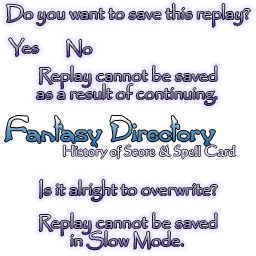 Do you want to save this replay?
Yes No
Replay cannot be saved
as a result of continuing.
Fantasy Directory
History of Score & Spell Card
Is it alright to overwrite?
Replay cannot be saved
in Slow Mode.